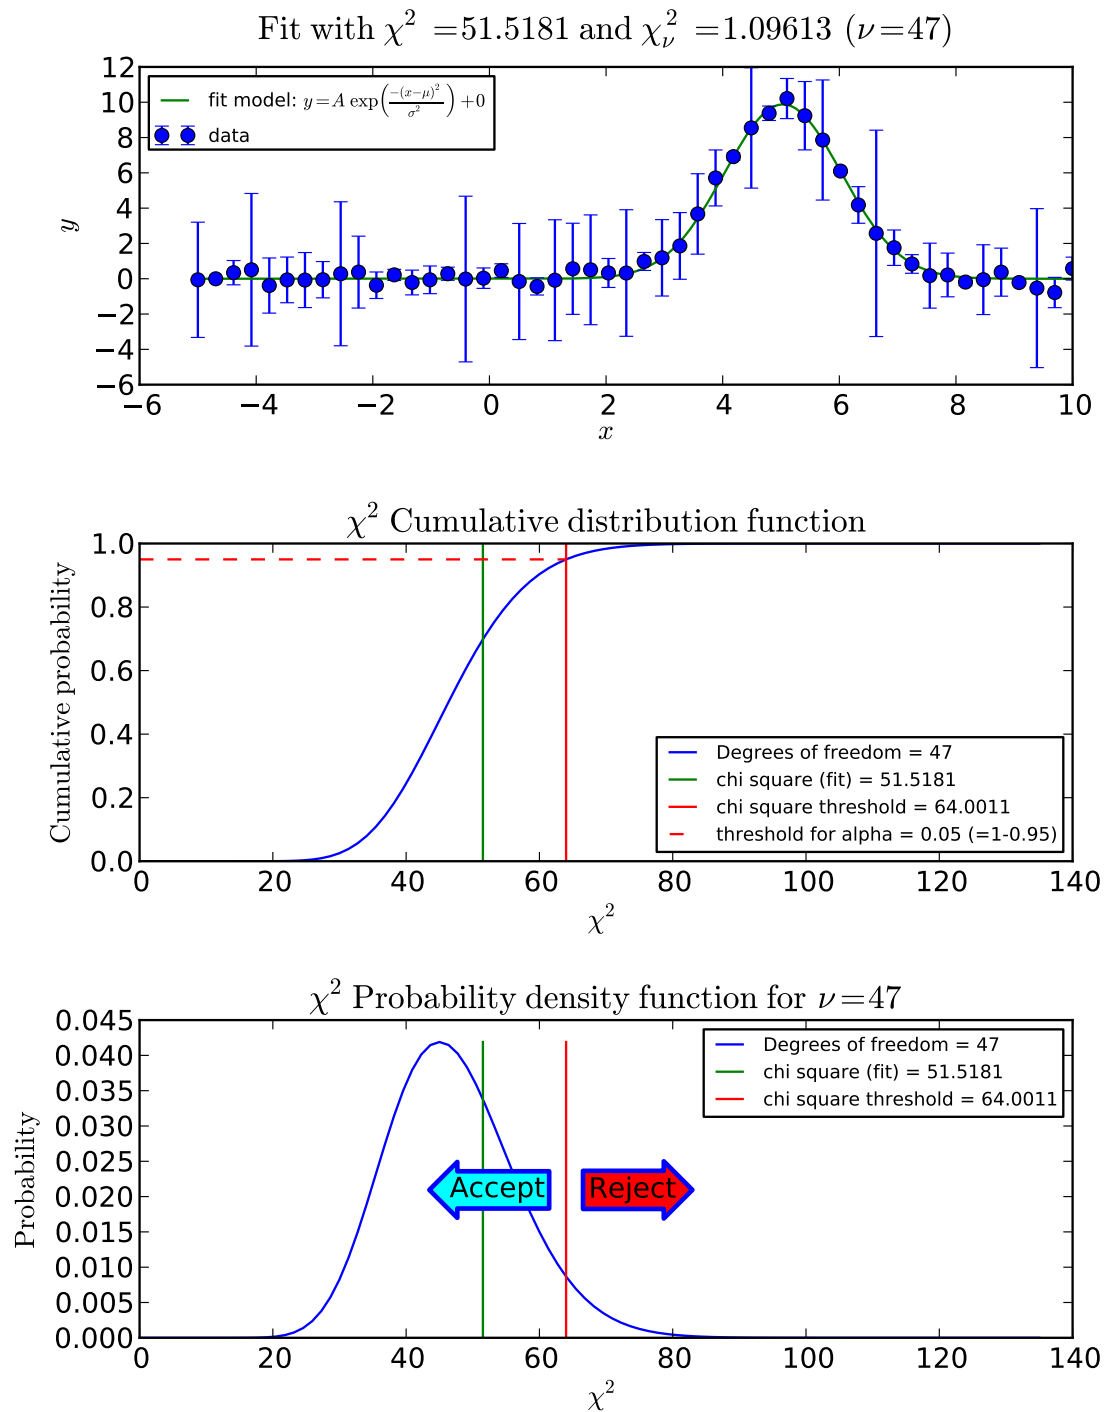 Fit with χ² =51.5181 and χ²ᵥ =1.09613 (ν=47)
12
10
8
6
4
2
0
−2
−4
−6
y
fit model: y=A exp(−(x−μ)²/σ²)+0
data
−6 −4 −2 0 2 4 6 8 10
x
χ² Cumulative distribution function
1.0
0.8
0.6
0.4
0.2
0.0
Cumulative probability
Degrees of freedom = 47
chi square (fit) = 51.5181
chi square threshold = 64.0011
threshold for alpha = 0.05 (=1-0.95)
0 20 40 60 80 100 120 140
χ²
χ² Probability density function for ν=47
0.045
0.040
0.035
0.030
0.025
0.020
0.015
0.010
0.005
0.000
Probability
Degrees of freedom = 47
chi square (fit) = 51.5181
chi square threshold = 64.0011
Accept Reject
0 20 40 60 80 100 120 140
χ²